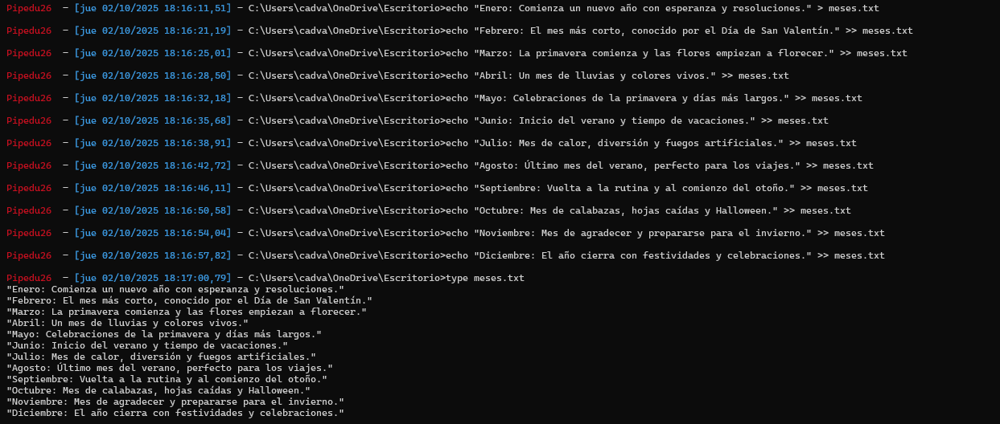 Pipedu26 - [jue 02/10/2025 18:16:11,51] - C:\Users\cadva\OneDrive\Escritorio>echo "Enero: Comienza un nuevo año con esperanza y resoluciones." > meses.txt
Pipedu26 - [jue 02/10/2025 18:16:21,19] - C:\Users\cadva\OneDrive\Escritorio>echo "Febrero: El mes más corto, conocido por el Día de San Valentín." >> meses.txt
Pipedu26 - [jue 02/10/2025 18:16:25,01] - C:\Users\cadva\OneDrive\Escritorio>echo "Marzo: La primavera comienza y las flores empiezan a florecer." >> meses.txt
Pipedu26 - [jue 02/10/2025 18:16:28,50] - C:\Users\cadva\OneDrive\Escritorio>echo "Abril: Un mes de lluvias y colores vivos." >> meses.txt
Pipedu26 - [jue 02/10/2025 18:16:32,18] - C:\Users\cadva\OneDrive\Escritorio>echo "Mayo: Celebraciones de la primavera y días más largos." >> meses.txt
Pipedu26 - [jue 02/10/2025 18:16:35,68] - C:\Users\cadva\OneDrive\Escritorio>echo "Junio: Inicio del verano y tiempo de vacaciones." >> meses.txt
Pipedu26 - [jue 02/10/2025 18:16:38,91] - C:\Users\cadva\OneDrive\Escritorio>echo "Julio: Mes de calor, diversión y fuegos artificiales." >> meses.txt
Pipedu26 - [jue 02/10/2025 18:16:42,72] - C:\Users\cadva\OneDrive\Escritorio>echo "Agosto: Último mes del verano, perfecto para los viajes." >> meses.txt
Pipedu26 - [jue 02/10/2025 18:16:46,11] - C:\Users\cadva\OneDrive\Escritorio>echo "Septiembre: Vuelta a la rutina y al comienzo del otoño." >> meses.txt
Pipedu26 - [jue 02/10/2025 18:16:50,58] - C:\Users\cadva\OneDrive\Escritorio>echo "Octubre: Mes de calabazas, hojas caídas y Halloween." >> meses.txt
Pipedu26 - [jue 02/10/2025 18:16:54,04] - C:\Users\cadva\OneDrive\Escritorio>echo "Noviembre: Mes de agradecer y prepararse para el invierno." >> meses.txt
Pipedu26 - [jue 02/10/2025 18:16:57,82] - C:\Users\cadva\OneDrive\Escritorio>echo "Diciembre: El año cierra con festividades y celebraciones." >> meses.txt
Pipedu26 - [jue 02/10/2025 18:17:00,79] - C:\Users\cadva\OneDrive\Escritorio>type meses.txt
"Enero: Comienza un nuevo año con esperanza y resoluciones."
"Febrero: El mes más corto, conocido por el Día de San Valentín."
"Marzo: La primavera comienza y las flores empiezan a florecer."
"Abril: Un mes de lluvias y colores vivos."
"Mayo: Celebraciones de la primavera y días más largos."
"Junio: Inicio del verano y tiempo de vacaciones."
"Julio: Mes de calor, diversión y fuegos artificiales."
"Agosto: Último mes del verano, perfecto para los viajes."
"Septiembre: Vuelta a la rutina y al comienzo del otoño."
"Octubre: Mes de calabazas, hojas caídas y Halloween."
"Noviembre: Mes de agradecer y prepararse para el invierno."
"Diciembre: El año cierra con festividades y celebraciones."